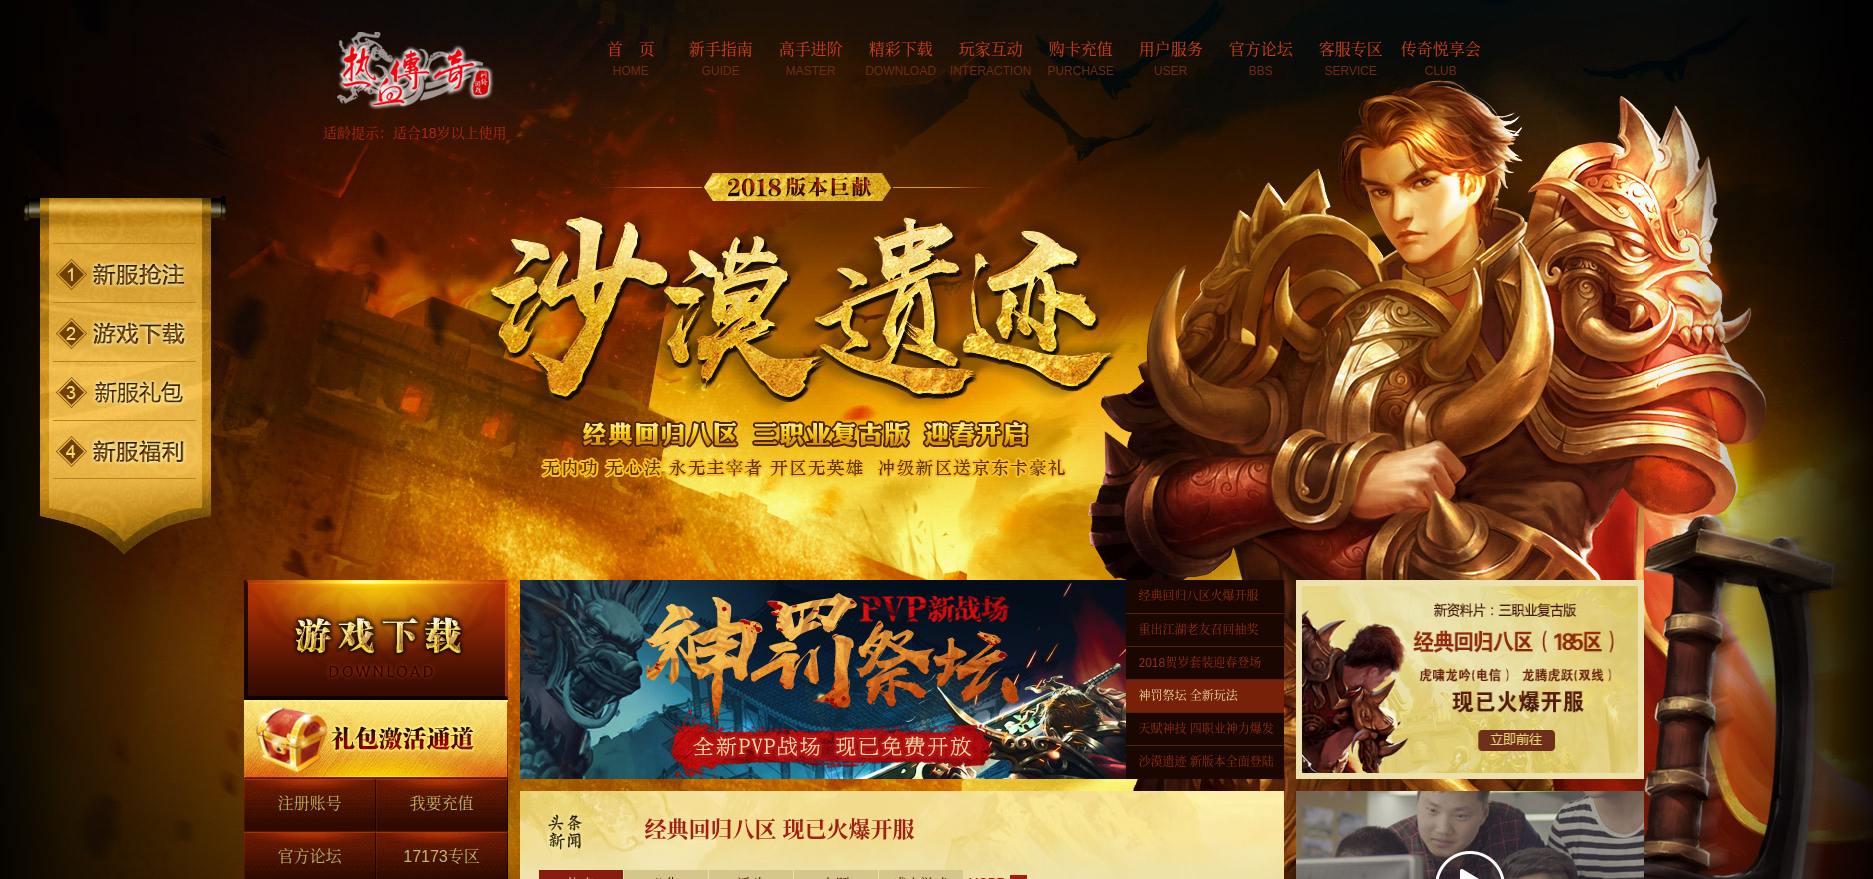 热血傳奇
适龄提示：适合18岁以上使用
首 页 新手指南 高手进阶 精彩下载 玩家互动 购卡充值 用户服务 官方论坛 客服专区 传奇悦享会
HOME GUIDE MASTER DOWNLOAD INTERACTION PURCHASE USER BBS SERVICE CLUB
2018版本巨献
沙漠遗迹
经典回归八区 三职业复古版 迎春开启
无内功 无心法 永无主宰者 开区无英雄 冲级新区送京东卡豪礼
1 新服抢注
2 游戏下载
3 新服礼包
4 新服福利
游戏下载
DOWNLOAD
礼包激活通道
注册账号 我要充值
官方论坛 17173专区
PVP新战场
神罚祭坛
全新PVP战场 现已免费开放
经典回归八区火爆开服
重出江湖老友召回抽奖
2018贺岁套装迎春登场
神罚祭坛 全新玩法
天赋神技 四职业神力爆发
沙漠遗迹 新版本全面登陆
新资料片：三职业复古版
经典回归八区（185区）
虎啸龙吟(电信) 龙腾虎跃(双线)
现已火爆开服
立即前往
头条
新闻
经典回归八区 现已火爆开服